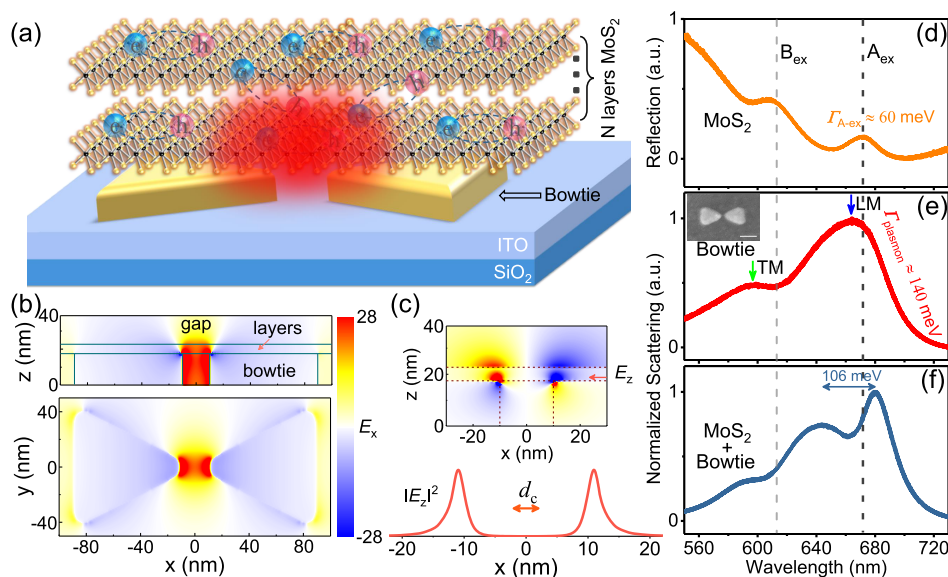 (a)
e
h
e
h
e
h
e
h
e
h
e
h
N layers MoS2
Bowtie
ITO
SiO2
(b)
40
20
0
z (nm)
gap
layers
bowtie
28
Ex
-28
40
0
-40
y (nm)
-80
-40
0
40
80
x (nm)
(c)
40
20
0
z (nm)
Ez
-20
0
20
x (nm)
|Ez|²
dc
-20
-10
0
10
20
x (nm)
(d)
Bex
Aex
1
0
Reflection (a.u.)
MoS2
ΓA-ex ≈ 60 meV
(e)
LM
TM
Bowtie
Γplasmon ≈ 140 meV
1
0
Normalized Scattering (a.u.)
(f)
106 meV
MoS2
+
Bowtie
1
0
560
600
640
680
720
Wavelength (nm)